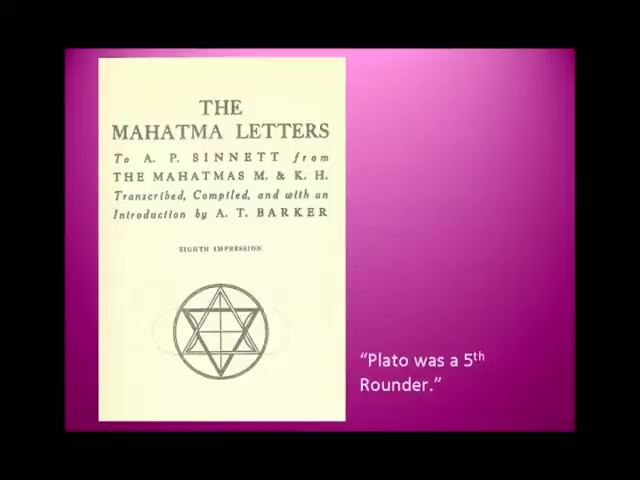 THE
MAHATMA LETTERS
To A. P. SINNETT from
THE MAHATMAS M. & K. H.
Transcribed, Compiled, and with an
Introduction by A. T. BARKER
EIGHTH IMPRESSION
“Plato was a 5th
Rounder.”